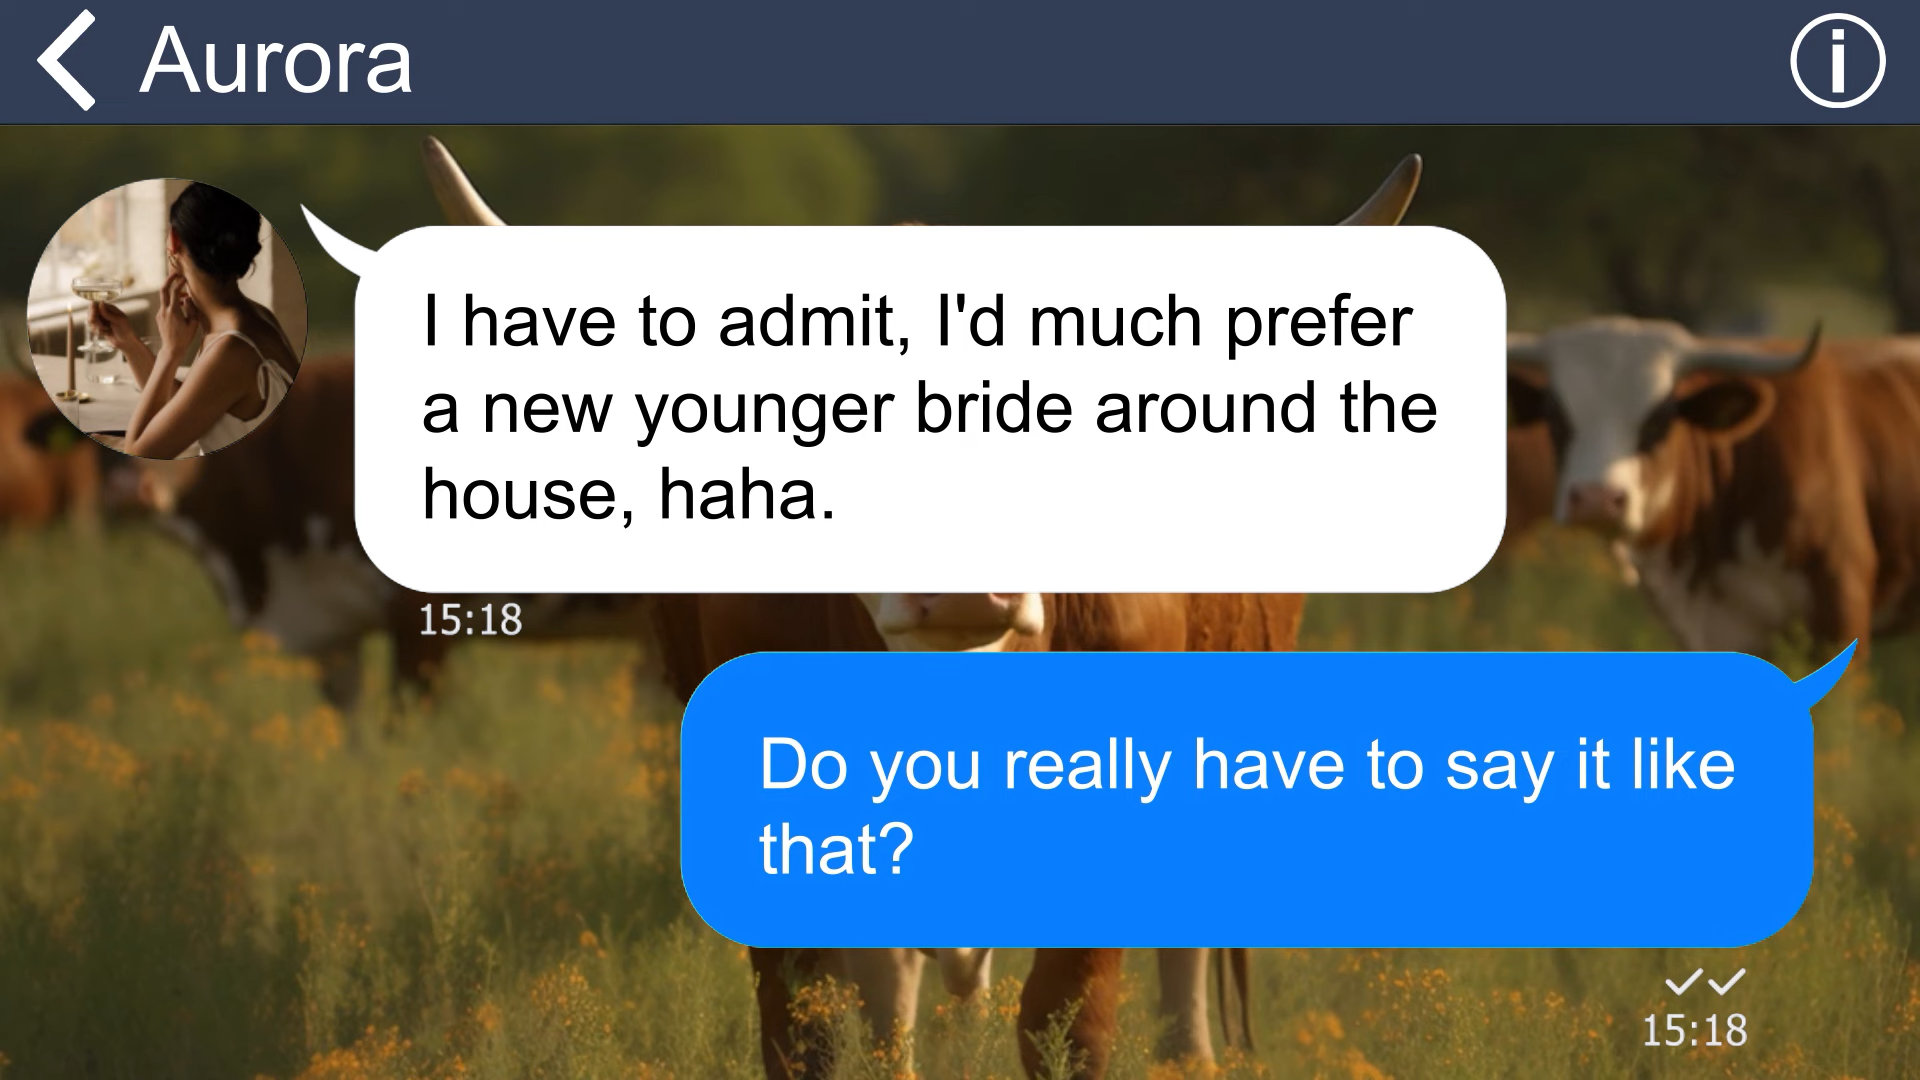 Aurora
I have to admit, I'd much prefer
a new younger bride around the
house, haha.
15:18
Do you really have to say it like
that?
15:18